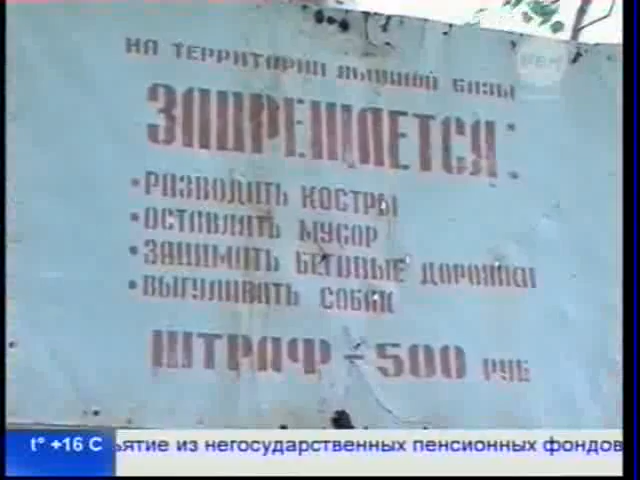 НА ТЕРРИТОРИИ ЛЫЖНОЙ БАЗЫ
ЗАПРЕЩАЕТСЯ:
•РАЗВОДИТЬ КОСТРЫ
•ОСТАВЛЯТЬ МУСОР
•ЗАНИМАТЬ БЕГОВЫЕ ДОРОЖКИ
•ВЫГУЛИВАТЬ СОБАК
ШТРАФ - 500 РУБ
t° +16 C ьятие из негосударственных пенсионных фондов